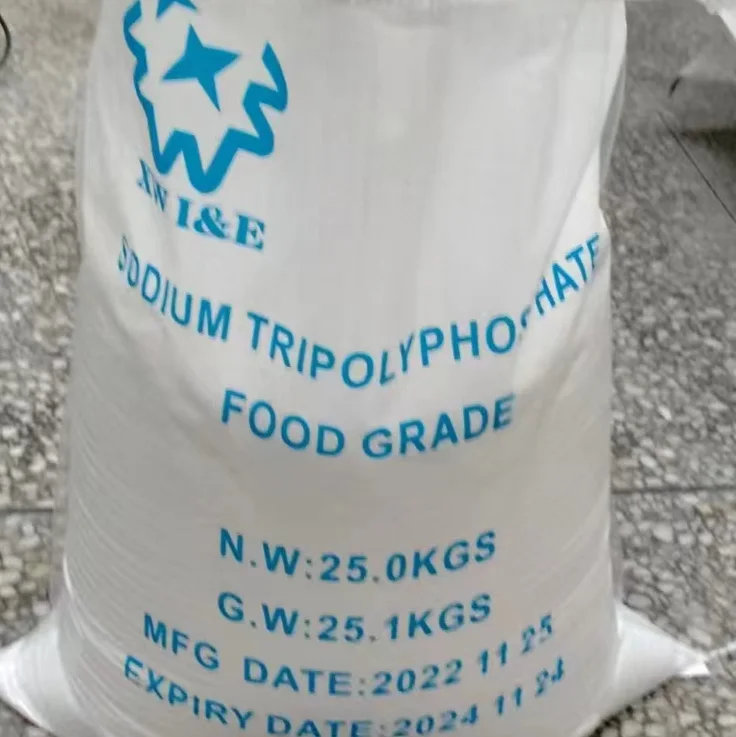 XW I&E
SODIUM TRIPOLYPHOSPHATE
FOOD GRADE
N.W:25.0KGS
G.W:25.1KGS
MFG DATE:2022 11 25
EXPIRY DATE:2024 11 24